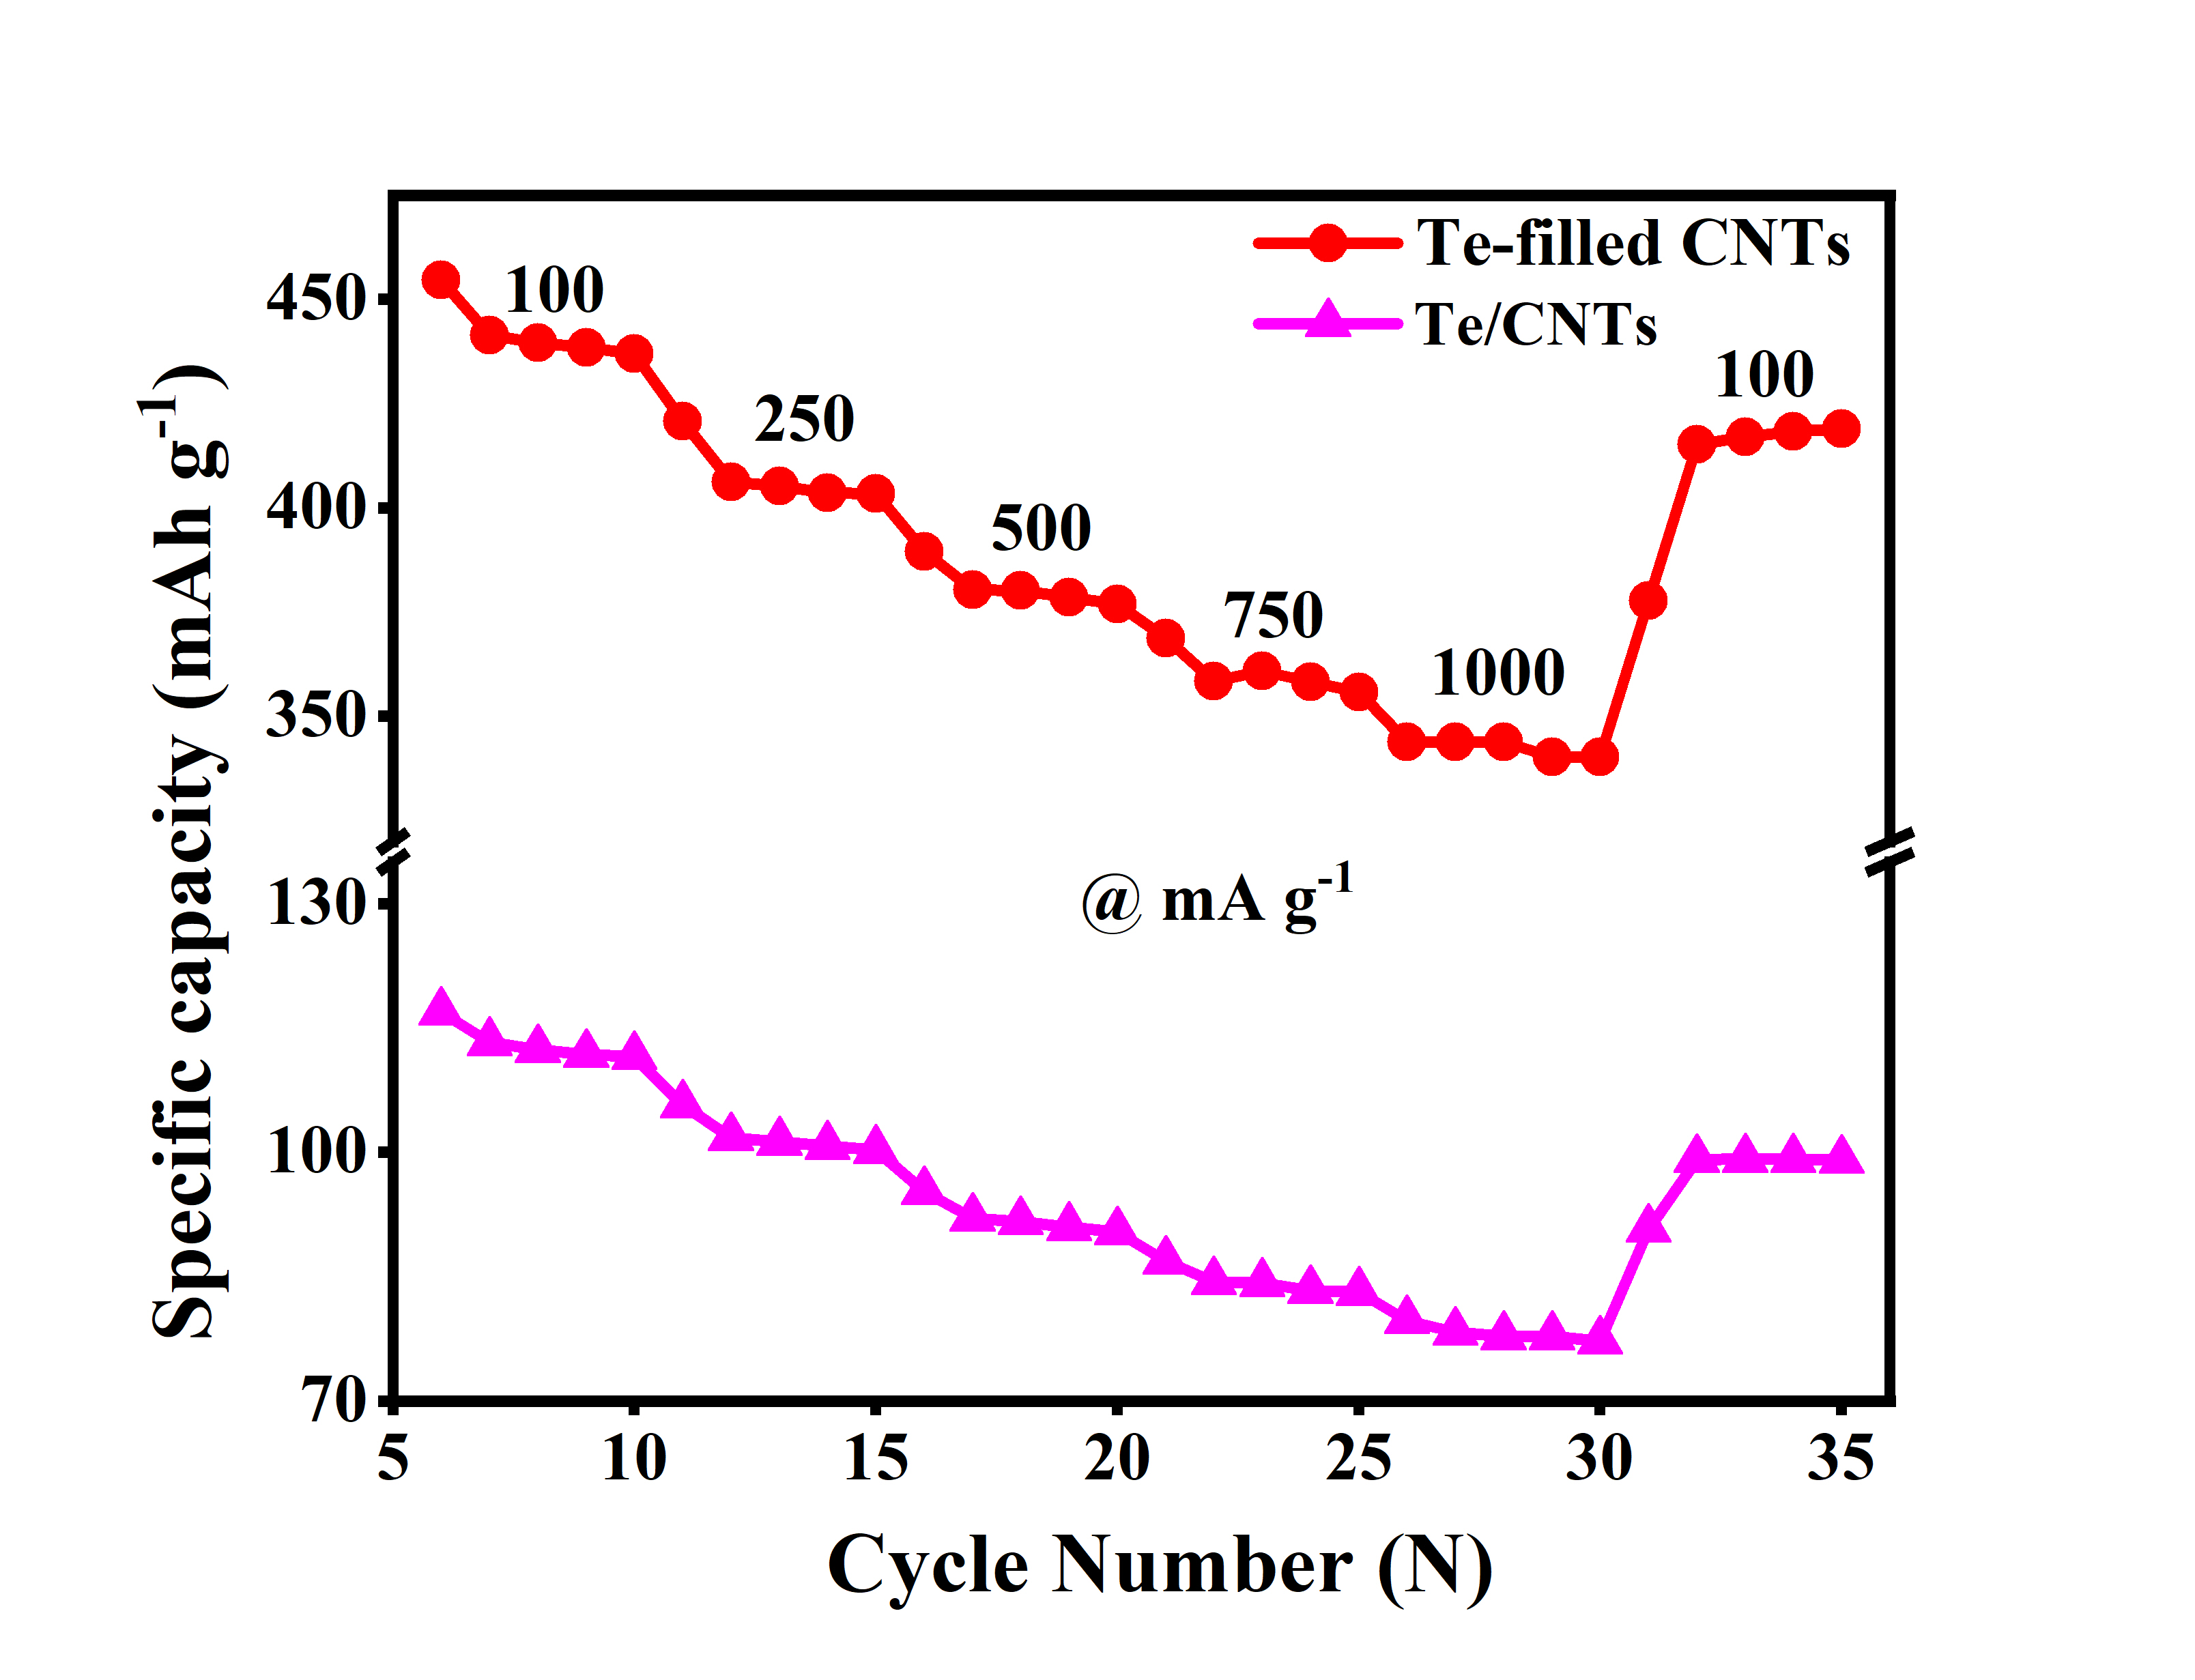 Te-filled CNTs
Te/CNTs
100
250
500
750
1000
100
@ mA g⁻¹
Specific capacity (mAh g⁻¹)
450
400
350
130
100
70
5 10 15 20 25 30 35
Cycle Number (N)